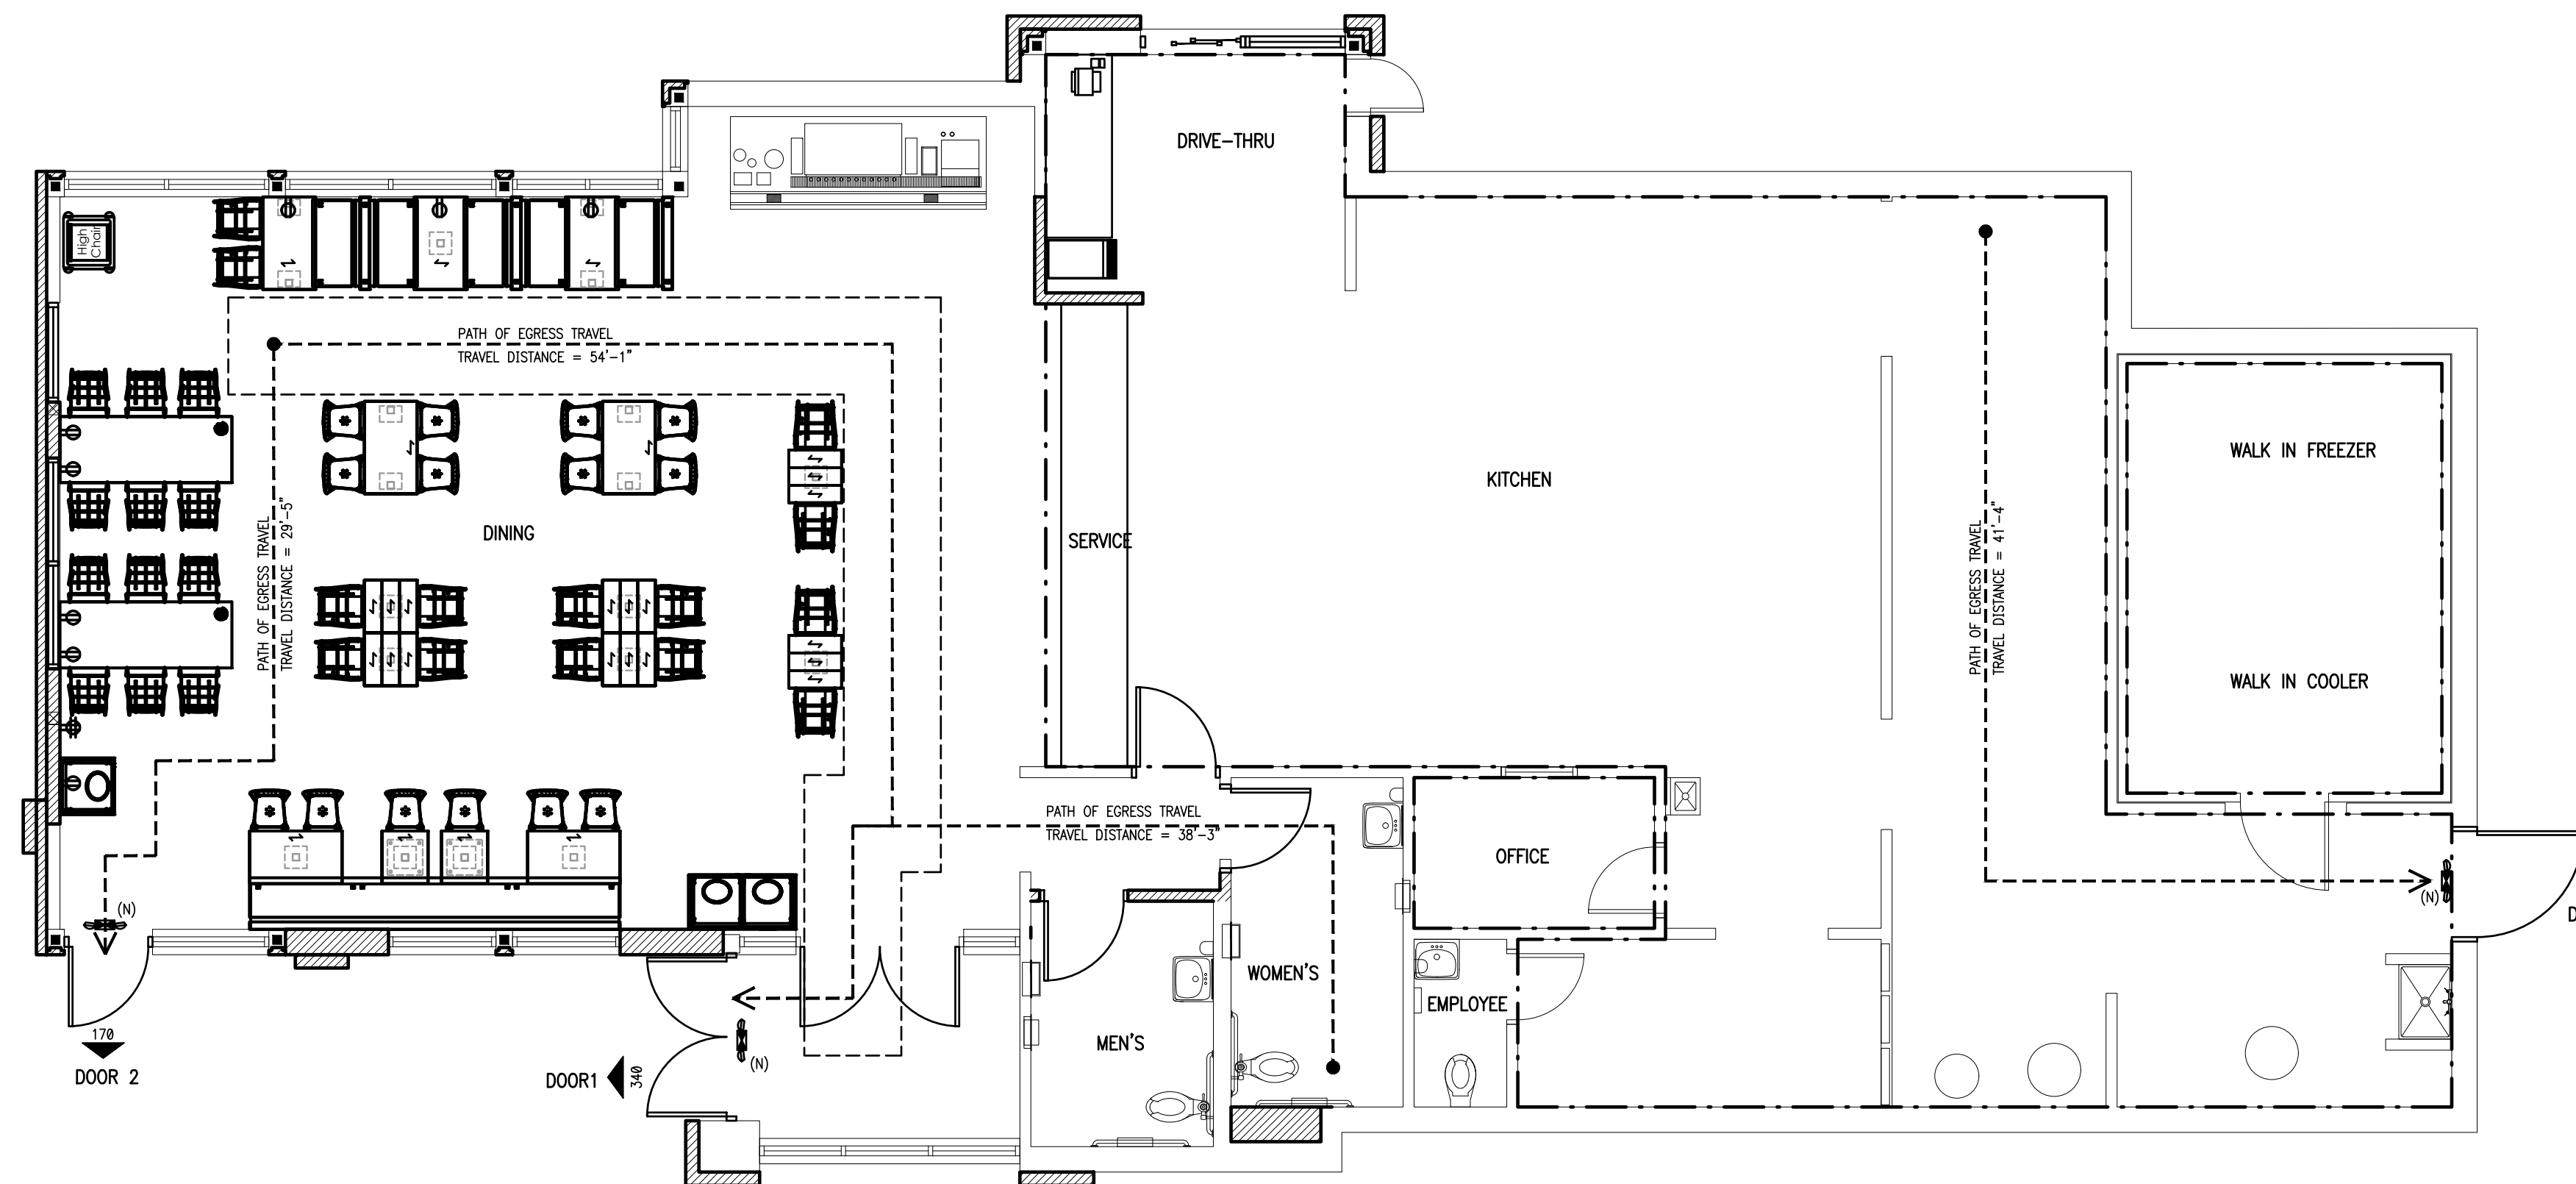 DRIVE-THRU
High
Chair
PATH OF EGRESS TRAVEL
TRAVEL DISTANCE = 54'-1"
PATH OF EGRESS TRAVEL
TRAVEL DISTANCE = 29'-5"
DINING
SERVICE
KITCHEN
PATH OF EGRESS TRAVEL
TRAVEL DISTANCE = 41'-4"
WALK IN FREEZER
WALK IN COOLER
PATH OF EGRESS TRAVEL
TRAVEL DISTANCE = 38'-3"
OFFICE
(N)
(N)
D
WOMEN'S
EMPLOYEE
MEN'S
(N)
170
DOOR 2
DOOR1
340